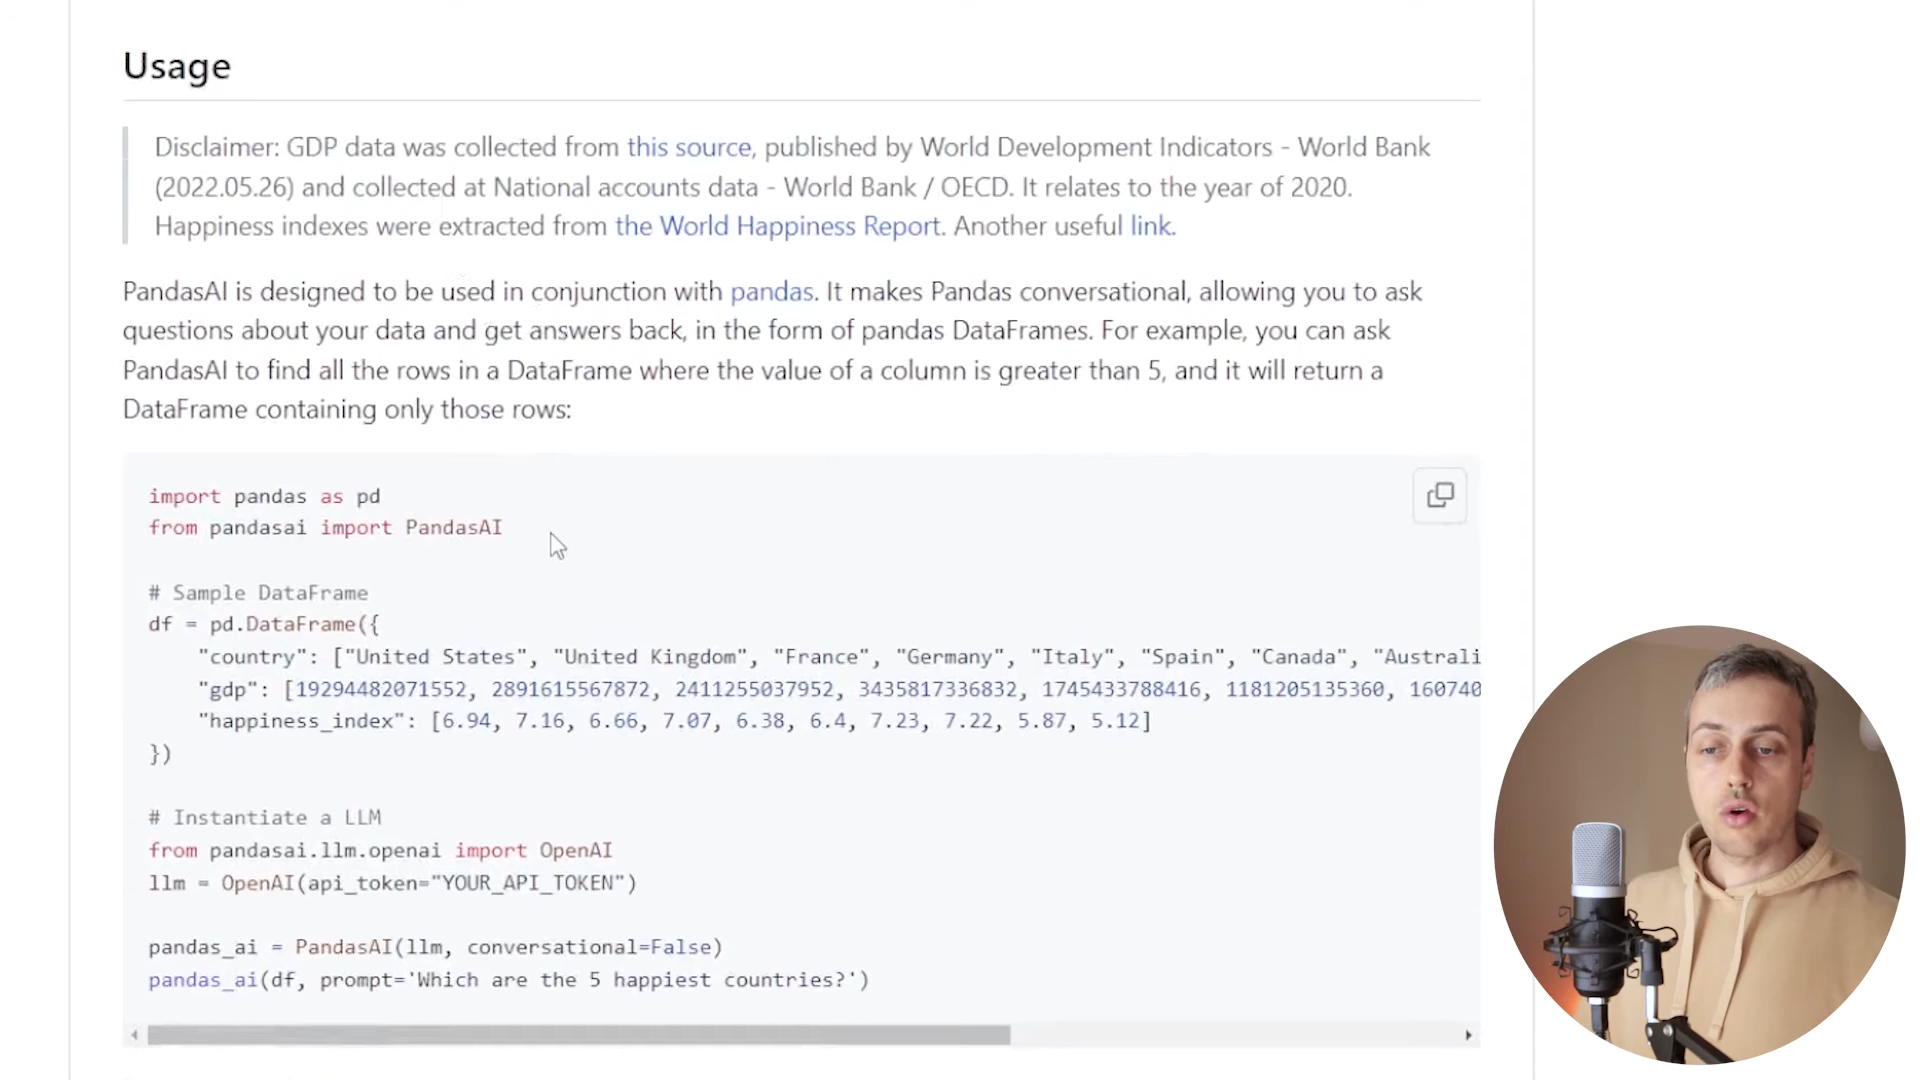 Usage
Disclaimer: GDP data was collected from this source, published by World Development Indicators - World Bank
(2022.05.26) and collected at National accounts data - World Bank / OECD. It relates to the year of 2020.
Happiness indexes were extracted from the World Happiness Report. Another useful link.
PandasAI is designed to be used in conjunction with pandas. It makes Pandas conversational, allowing you to ask
questions about your data and get answers back, in the form of pandas DataFrames. For example, you can ask
PandasAI to find all the rows in a DataFrame where the value of a column is greater than 5, and it will return a
DataFrame containing only those rows:
import pandas as pd
from pandasai import PandasAI
# Sample DataFrame
df = pd.DataFrame({
"country": ["United States", "United Kingdom", "France", "Germany", "Italy", "Spain", "Canada", "Australi
"gdp": [19294482071552, 2891615567872, 2411255037952, 3435817336832, 1745433788416, 1181205135360, 160740
"happiness_index": [6.94, 7.16, 6.66, 7.07, 6.38, 6.4, 7.23, 7.22, 5.87, 5.12]
})
# Instantiate a LLM
from pandasai.llm.openai import OpenAI
llm = OpenAI(api_token="YOUR_API_TOKEN")
pandas_ai = PandasAI(llm, conversational=False)
pandas_ai(df, prompt='Which are the 5 happiest countries?')